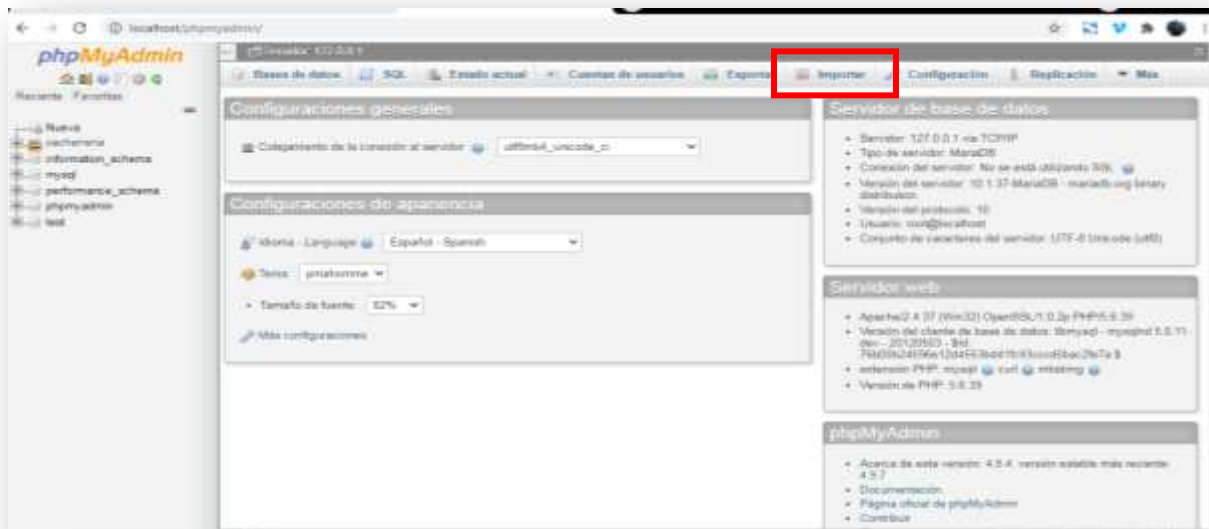 localhost/phpmyadmin/
phpMyAdmin
Reciente Favoritas
Nueva
information_schema
mysql
performance_schema
phpmyadmin
test
Servidor: 127.0.0.1
Bases de datos SQL Estado actual Cuentas de usuarios Exportar Importar Configuración Replicación Más
Configuraciones generales
Cotejamiento de la conexión al servidor utf8mb4_unicode_ci
Configuraciones de apariencia
Idioma - Language Español - Spanish
Tema: pmahomme
Tamaño de fuente: 82%
Más configuraciones
Servidor de base de datos
Servidor: 127.0.0.1 via TCP/IP
Tipo de servidor: MariaDB
Conexión del servidor: No se está utilizando SSL
Versión del servidor: 10.1.37-MariaDB - mariadb.org binary
distribution
Versión del protocolo: 10
Usuario: root@localhost
Conjunto de caracteres del servidor: UTF-8 Unicode (utf8)
Servidor web
Apache/2.4.37 (Win32) OpenSSL/1.0.2p PHP/5.6.39
Versión del cliente de base de datos: libmysql - mysqlnd 5.0.11-
dev - 20120503 - $Id:
extensión PHP: mysqli curl mbstring
Versión de PHP: 5.6.39
phpMyAdmin
Acerca de esta versión: 4.8.4, versión estable más reciente:
4.9.7
Documentación
Página oficial de phpMyAdmin
Contribuir